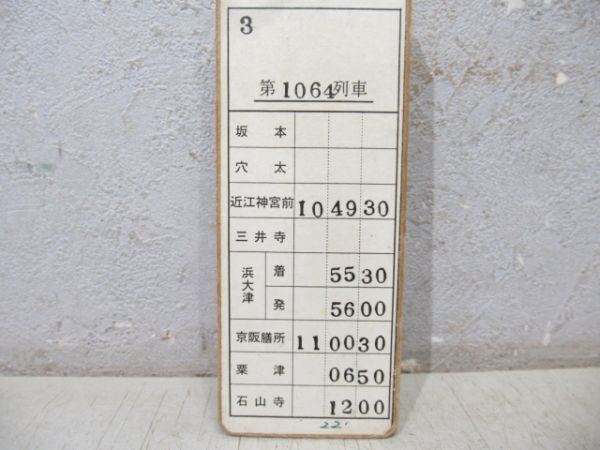 3
第1064列車
坂本
穴太
近江神宮前 10 49 30
三井寺
浜大津 着 55 30
発 56 00
京阪膳所 11 00 30
粟津 06 50
石山寺 12 00
22'